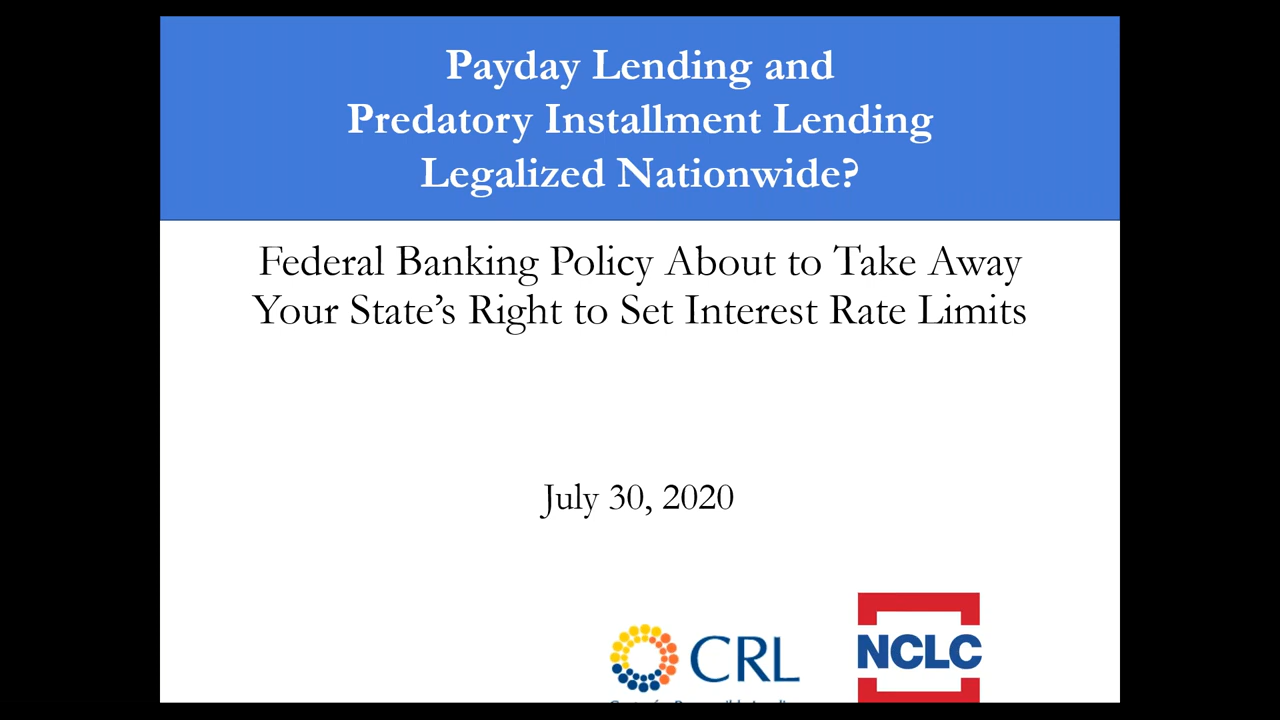 Payday Lending and
Predatory Installment Lending
Legalized Nationwide?
Federal Banking Policy About to Take Away
Your State’s Right to Set Interest Rate Limits
July 30, 2020
CRL
NCLC